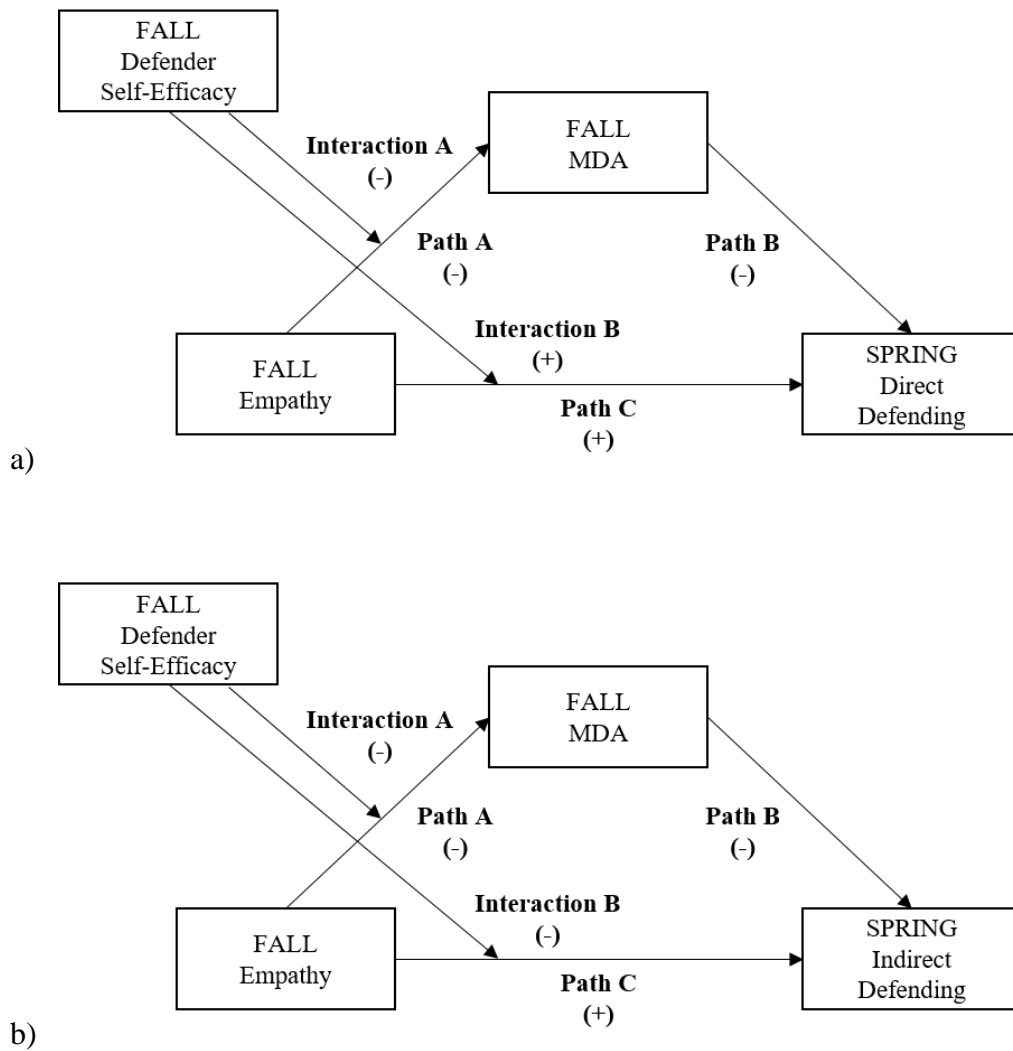 FALL
Defender
Self-Efficacy
FALL
MDA
Interaction A
(-)
Path A
(-)
Path B
(-)
Interaction B
(+)
FALL
Empathy
Path C
(+)
SPRING
Direct
Defending
a)
FALL
Defender
Self-Efficacy
FALL
MDA
Interaction A
(-)
Path A
(-)
Path B
(-)
Interaction B
(-)
FALL
Empathy
Path C
(+)
SPRING
Indirect
Defending
b)